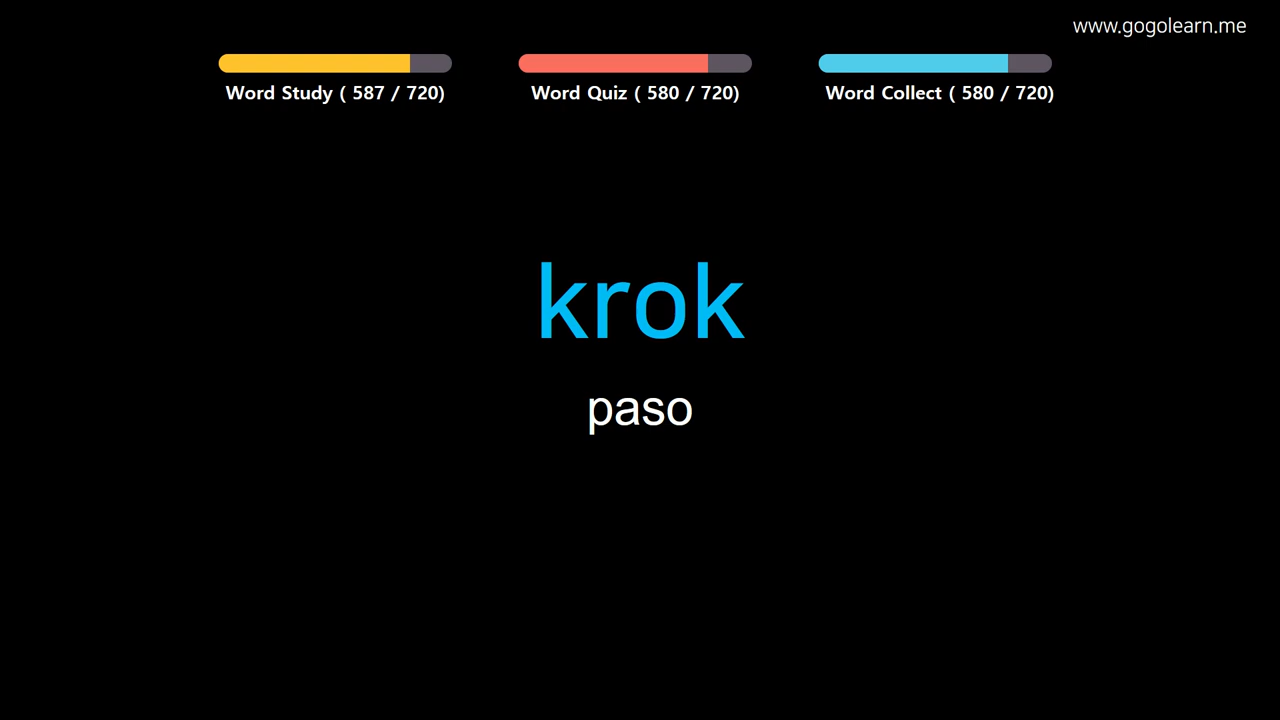 www.gogolearn.me
Word Study ( 587 / 720)
Word Quiz ( 580 / 720)
Word Collect ( 580 / 720)
krok
paso